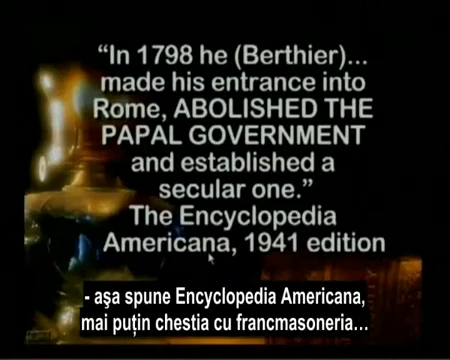 “In 1798 he (Berthier)...
made his entrance into
Rome, ABOLISHED THE
PAPAL GOVERNMENT
and established a
secular one.”
The Encyclopedia
Americana, 1941 edition
- aşa spune Encyclopedia Americana,
mai puţin chestia cu francmasoneria...